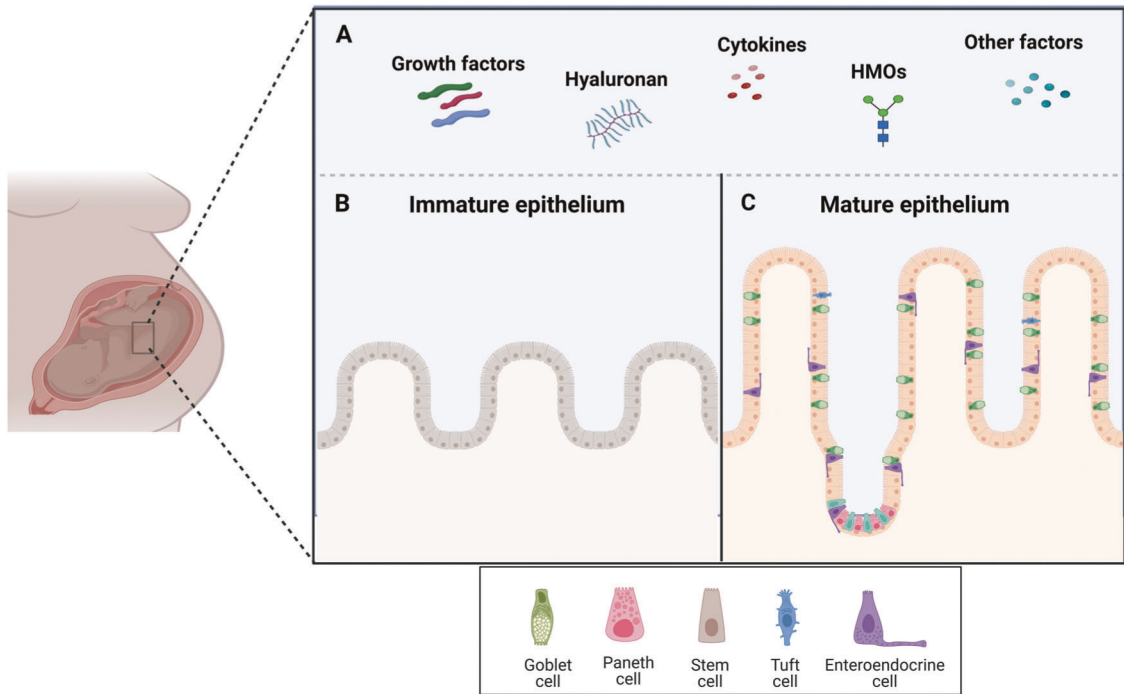 A
Growth factors
Hyaluronan
Cytokines
HMOs
Other factors
B
Immature epithelium
C
Mature epithelium
Goblet
cell
Paneth
cell
Stem
cell
Tuft
cell
Enteroendocrine
cell